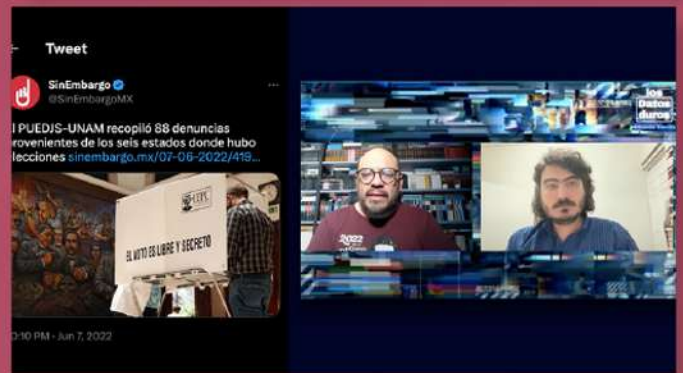 Tweet
SinEmbargo
@SinEmbargoMX
l PUEDJS-UNAM recopiló 88 denuncias
rovenientes de los seis estados donde hubo
lecciones sinembargo.mx/07-06-2022/419...
EL VOTO ES LIBRE Y SECRETO
0:10 PM · Jun 7, 2022
los
Datos
duros
2022